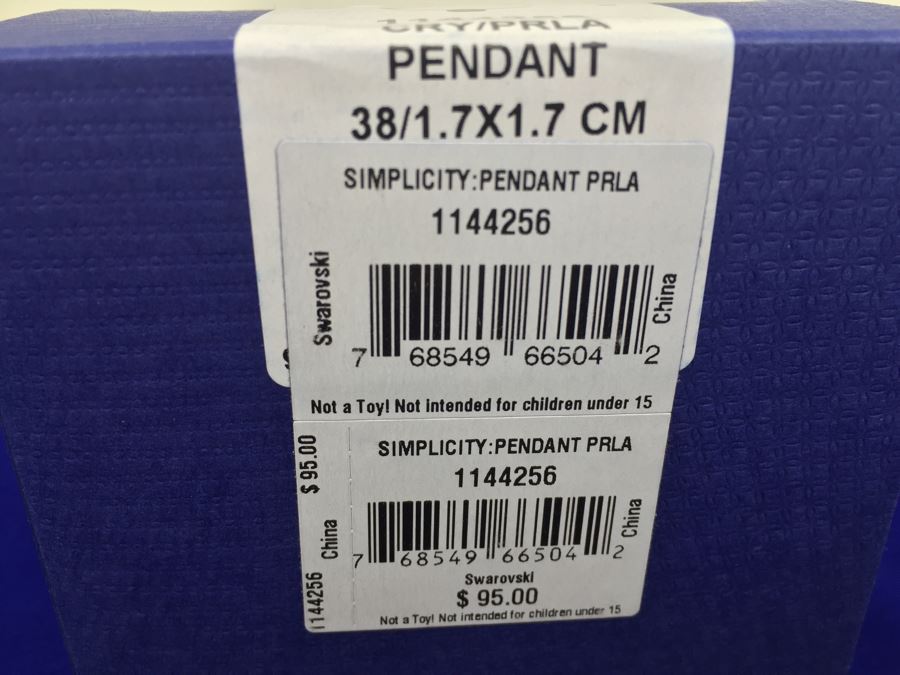 CRY/PRLA
PENDANT
38/1.7X1.7 CM
SIMPLICITY:PENDANT PRLA
1144256
Swarovski
China
7 68549 66504 2
Not a Toy! Not intended for children under 15
$ 95.00
China
1144256
SIMPLICITY:PENDANT PRLA
1144256
China
7 68549 66504 2
Swarovski
$ 95.00
Not a Toy! Not intended for children under 15